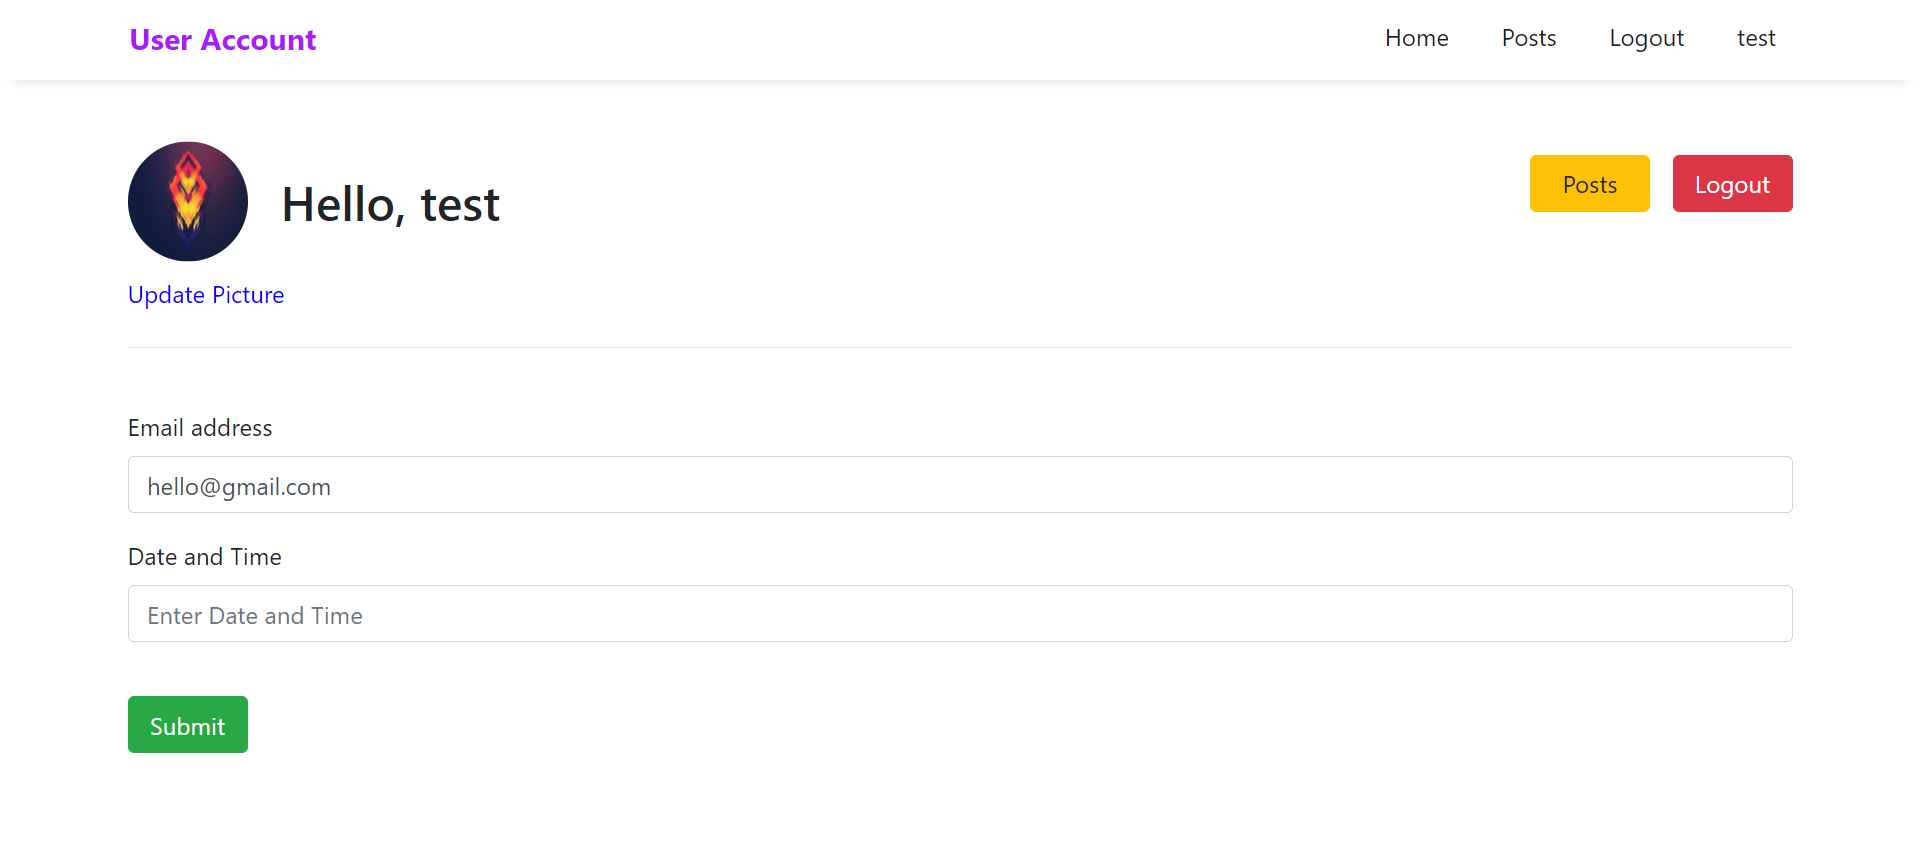 User Account Home Posts Logout test
Hello, test Posts Logout
Update Picture
Email address
hello@gmail.com
Date and Time
Enter Date and Time
Submit